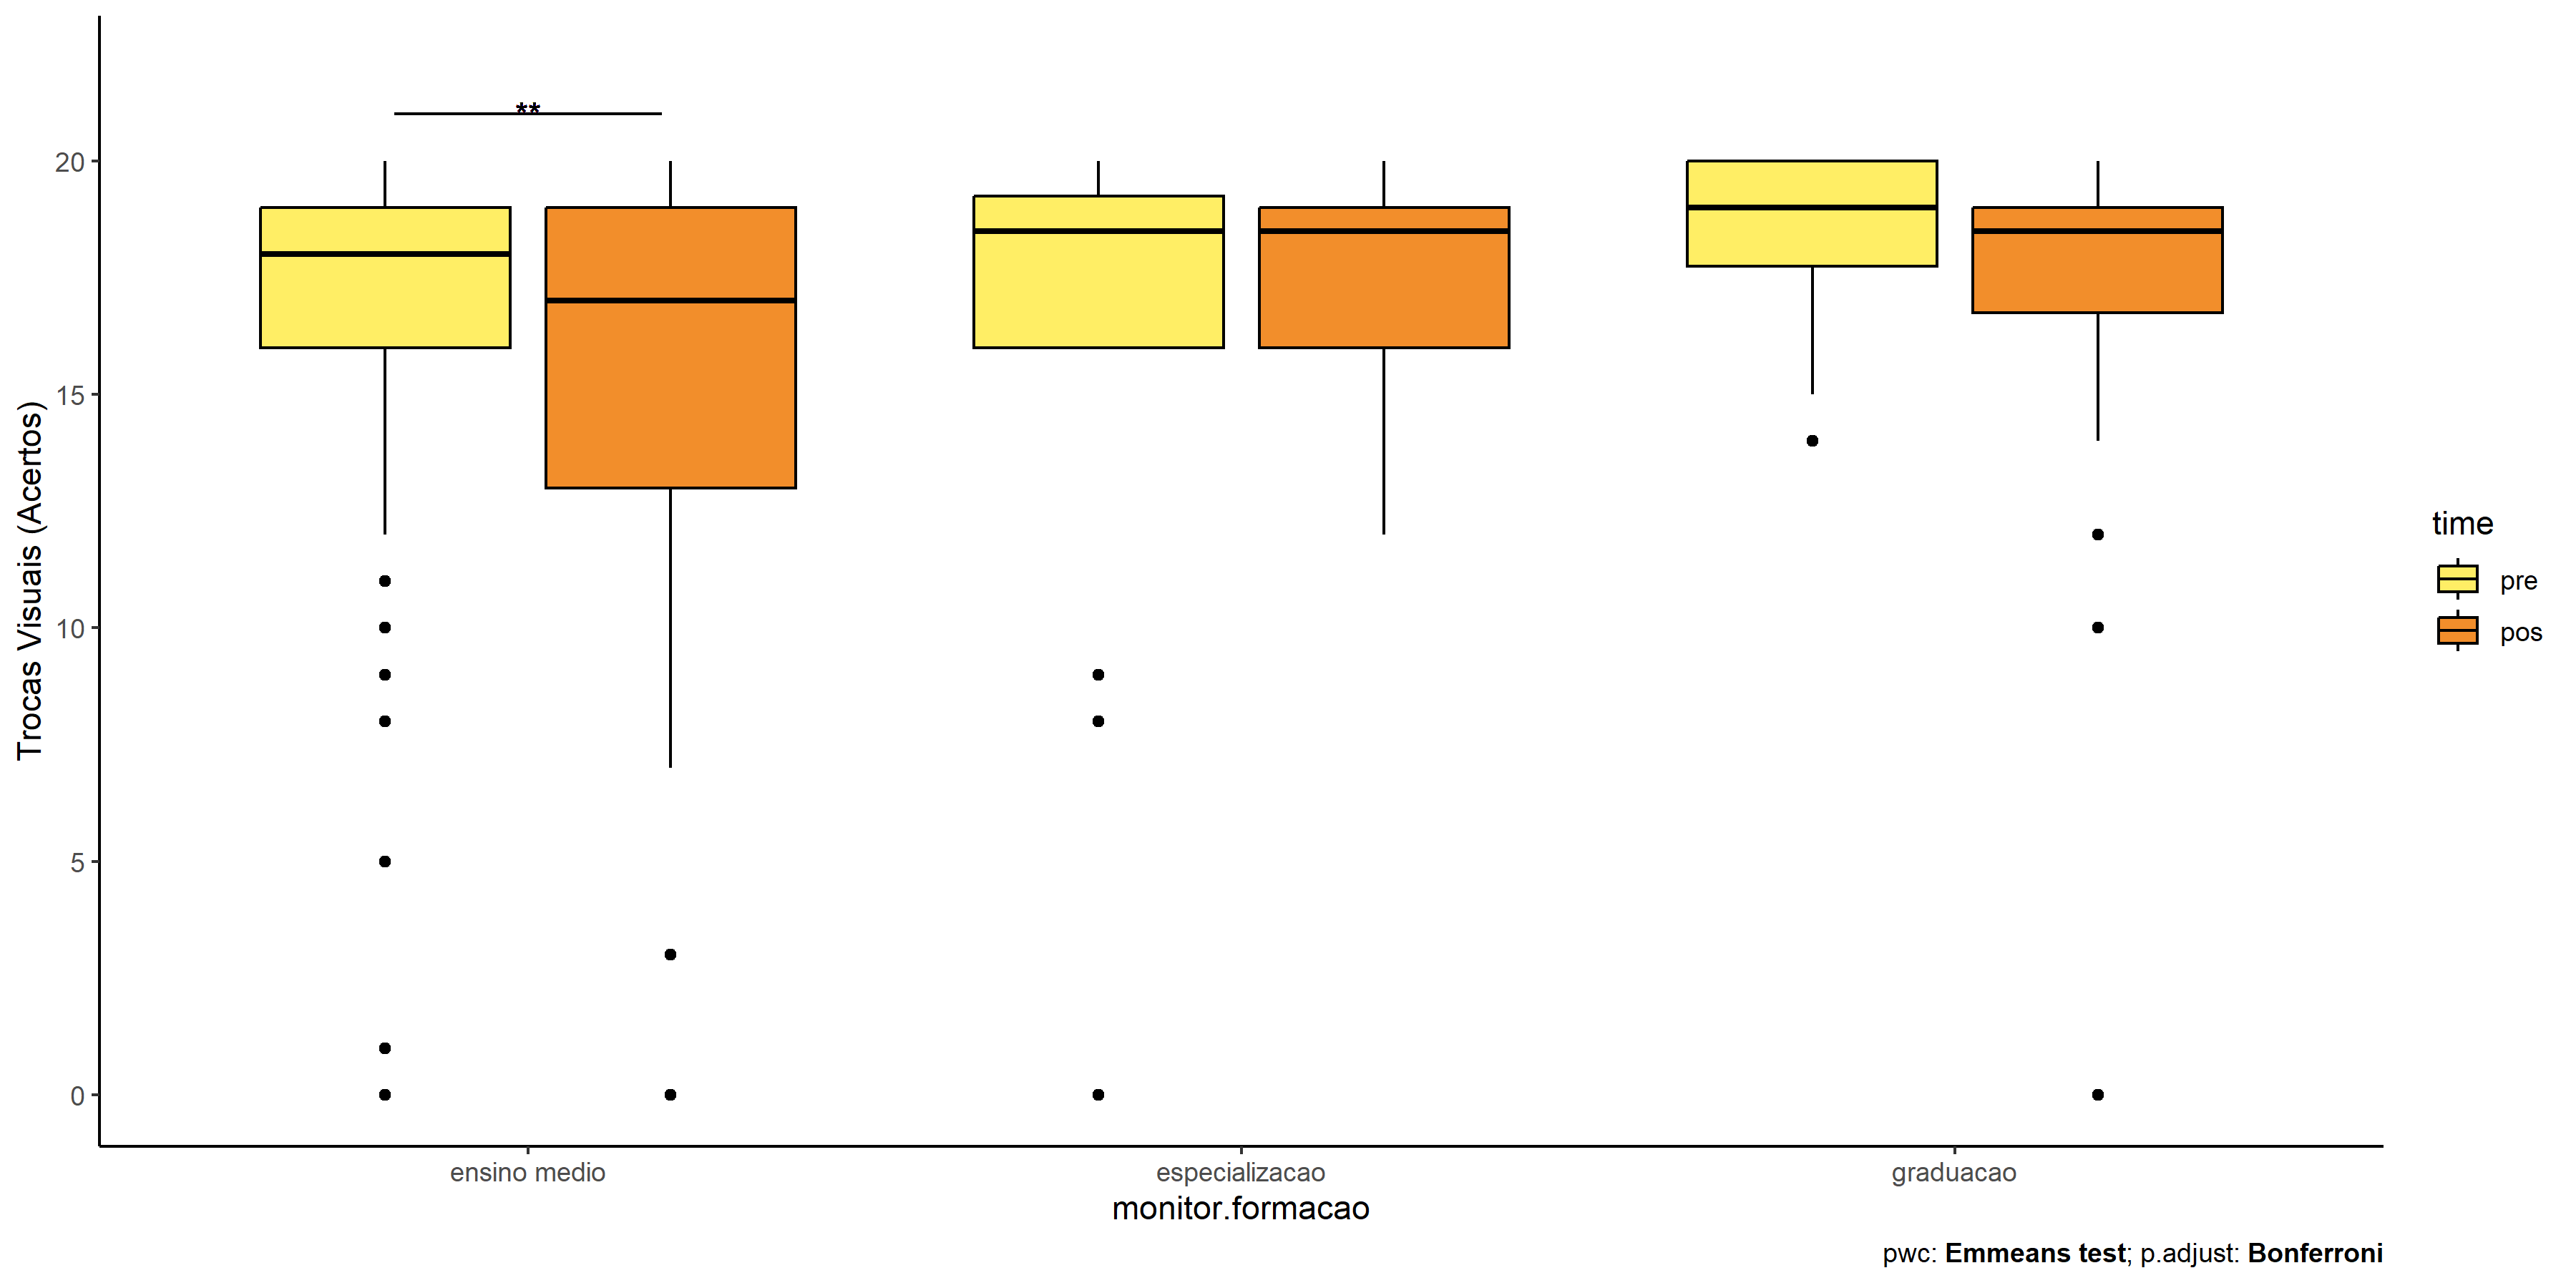 **
20
15
10
5
0
Trocas Visuais (Acertos)
ensino medio
especializacao
graduacao
monitor.formacao
time
pre
pos
pwc: Emmeans test; p.adjust: Bonferroni